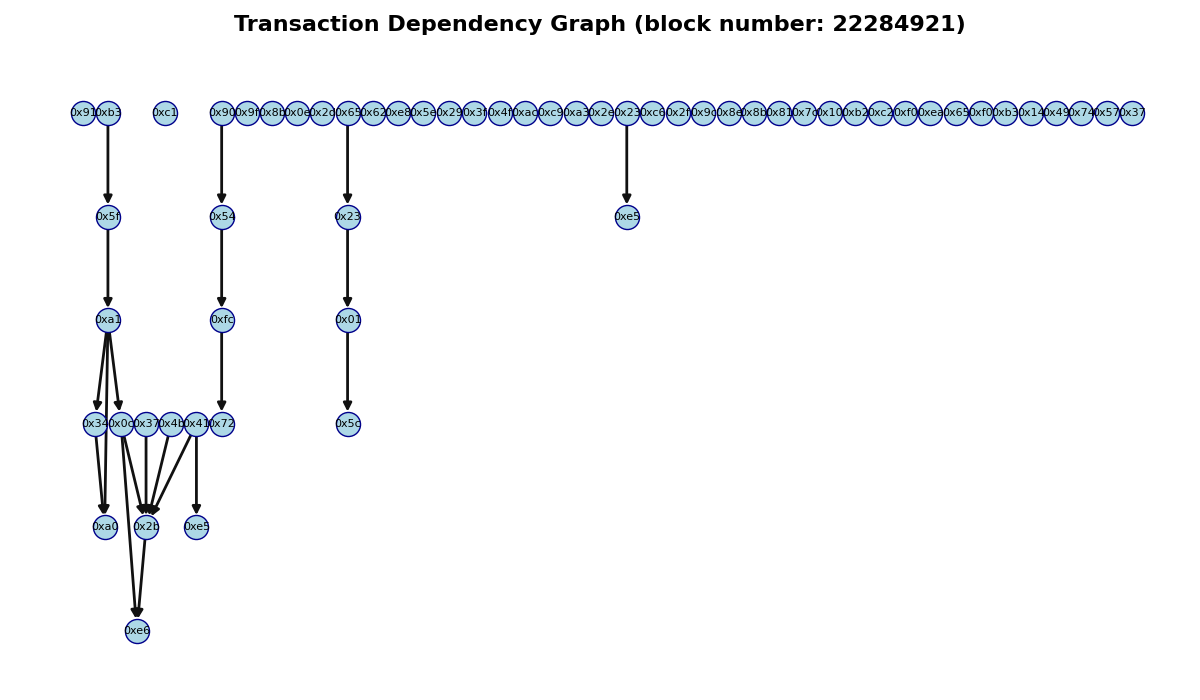 Transaction Dependency Graph (block number: 22284921)
0x91 0xb3 0xc1 0x90 0x9f 0x8b 0x0e 0x2d 0x65 0x62 0xe8 0x5e 0x29 0x3f 0x4f 0xac 0xc9 0xa3 0x2e 0x23 0xc6 0x2f 0x9c 0x8e 0x8b 0x81 0x7c 0x10 0xb2 0xc2 0xf0 0xea 0x65 0xf0 0xb3 0x14 0x49 0x74 0x57 0x37
0x5f 0x54 0x23 0xe5
0xa1 0xfc 0x01
0x34 0x0c 0x37 0x4b 0x41 0x72 0x5c
0xa0 0x2b 0xe5
0xe6